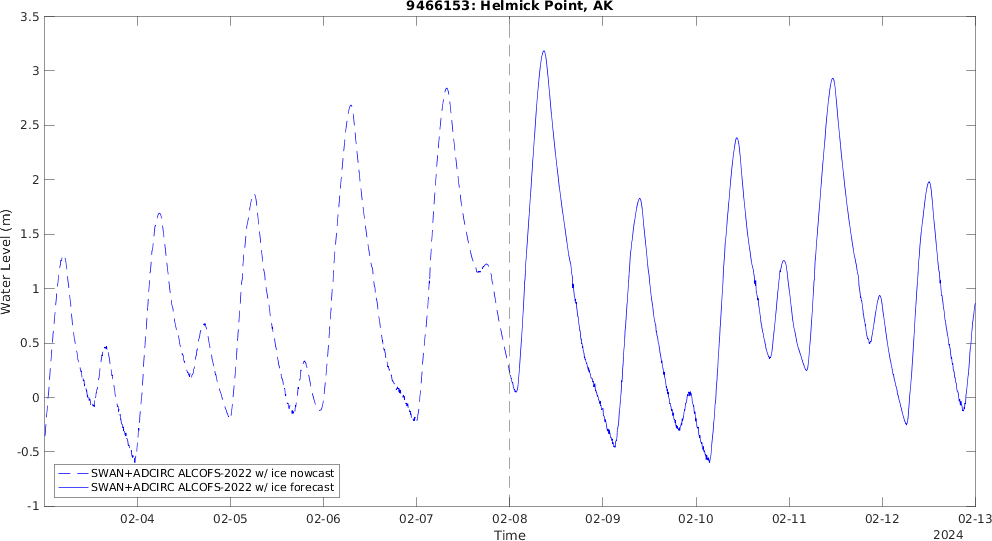 9466153: Helmick Point, AK
3.5
3
2.5
2
1.5
1
0.5
0
-0.5
-1
Water Level (m)
SWAN+ADCIRC ALCOFS-2022 w/ ice nowcast
SWAN+ADCIRC ALCOFS-2022 w/ ice forecast
02-04 02-05 02-06 02-07 02-08 02-09 02-10 02-11 02-12 02-13
Time
2024